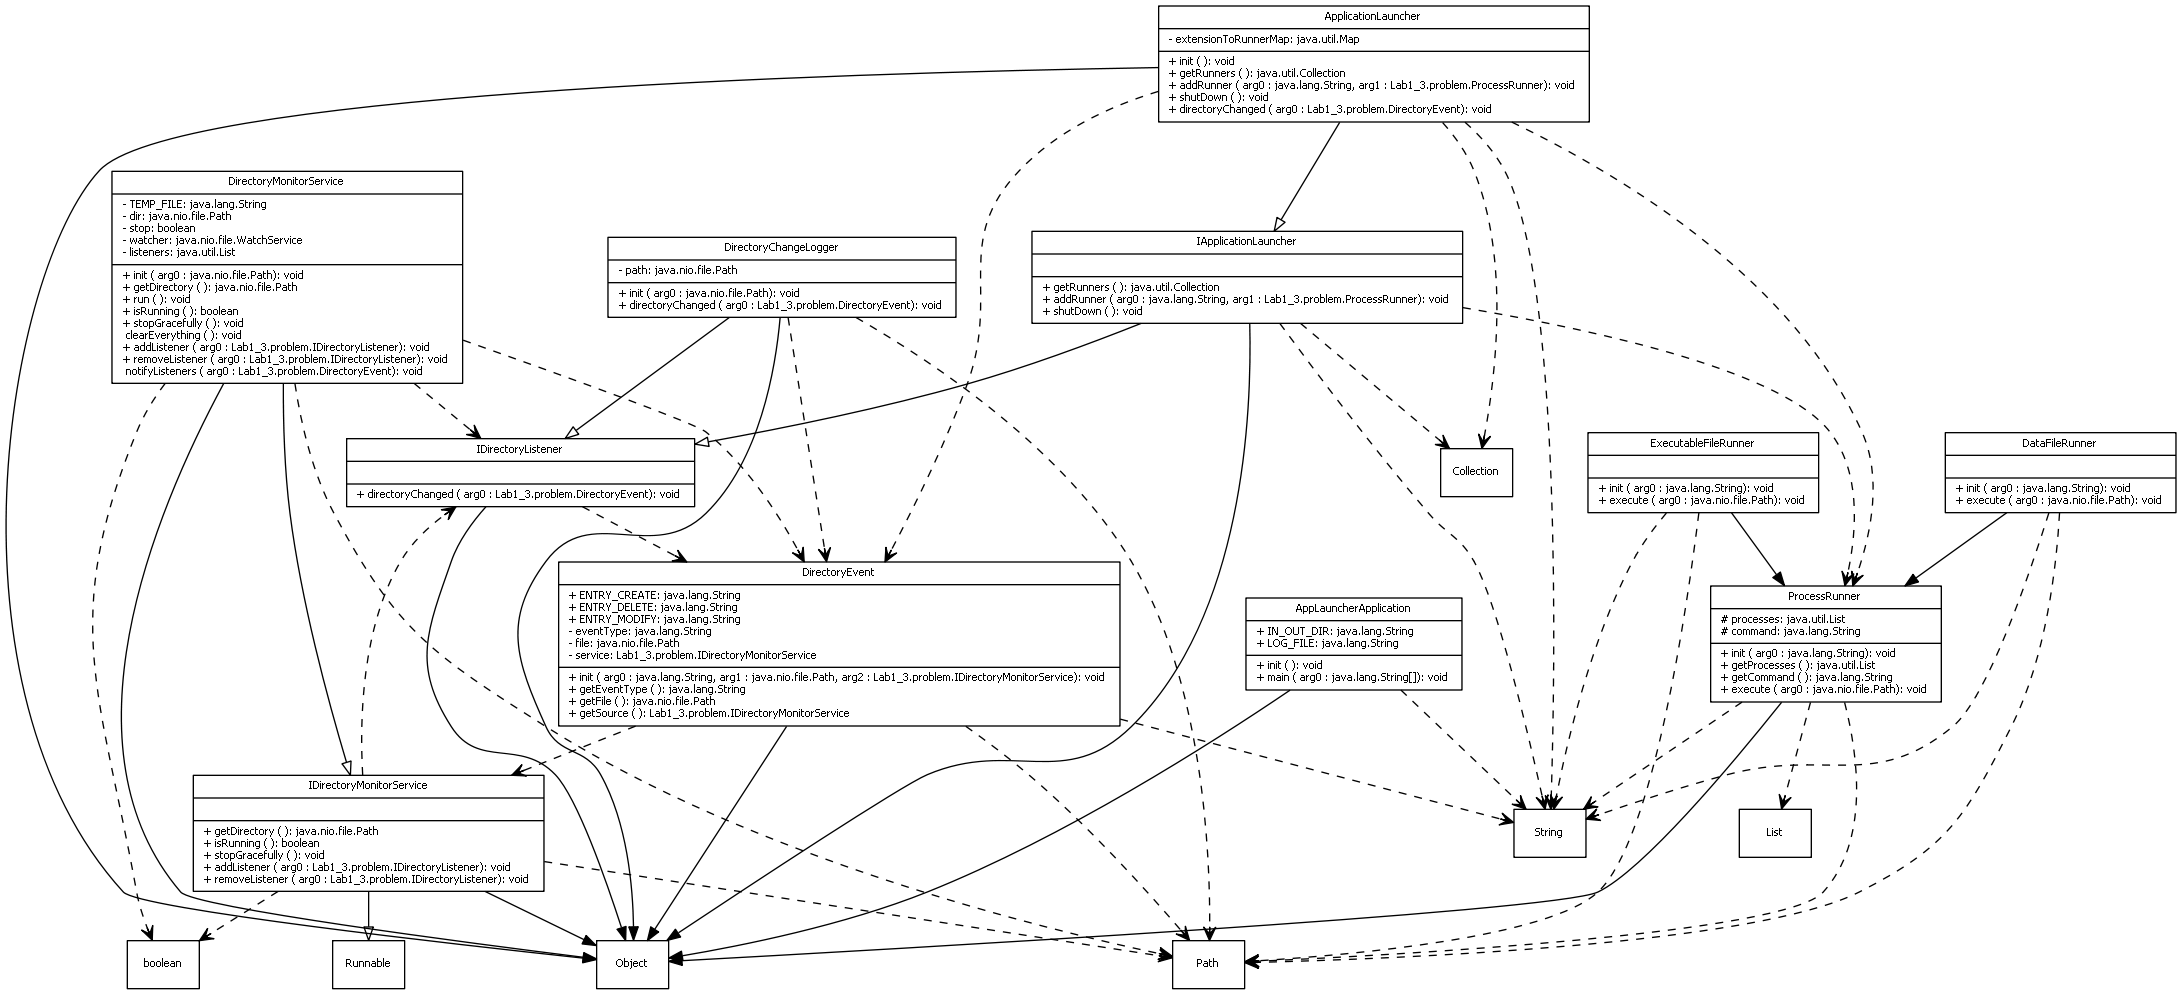 ApplicationLauncher
- extensionToRunnerMap: java.util.Map
+ init ( ): void
+ getRunners ( ): java.util.Collection
+ addRunner ( arg0 : java.lang.String, arg1 : Lab1_3.problem.ProcessRunner): void
+ shutDown ( ): void
+ directoryChanged ( arg0 : Lab1_3.problem.DirectoryEvent): void
DirectoryMonitorService
- TEMP_FILE: java.lang.String
- dir: java.nio.file.Path
- stop: boolean
- watcher: java.nio.file.WatchService
- listeners: java.util.List
+ init ( arg0 : java.nio.file.Path): void
+ getDirectory ( ): java.nio.file.Path
+ run ( ): void
+ isRunning ( ): boolean
+ stopGracefully ( ): void
clearEverything ( ): void
+ addListener ( arg0 : Lab1_3.problem.IDirectoryListener): void
+ removeListener ( arg0 : Lab1_3.problem.IDirectoryListener): void
notifyListeners ( arg0 : Lab1_3.problem.DirectoryEvent): void
DirectoryChangeLogger
- path: java.nio.file.Path
+ init ( arg0 : java.nio.file.Path): void
+ directoryChanged ( arg0 : Lab1_3.problem.DirectoryEvent): void
IApplicationLauncher
+ getRunners ( ): java.util.Collection
+ addRunner ( arg0 : java.lang.String, arg1 : Lab1_3.problem.ProcessRunner): void
+ shutDown ( ): void
IDirectoryListener
+ directoryChanged ( arg0 : Lab1_3.problem.DirectoryEvent): void
Collection
ExecutableFileRunner
+ init ( arg0 : java.lang.String): void
+ execute ( arg0 : java.nio.file.Path): void
DataFileRunner
+ init ( arg0 : java.lang.String): void
+ execute ( arg0 : java.nio.file.Path): void
DirectoryEvent
+ ENTRY_CREATE: java.lang.String
+ ENTRY_DELETE: java.lang.String
+ ENTRY_MODIFY: java.lang.String
- eventType: java.lang.String
- file: java.nio.file.Path
- service: Lab1_3.problem.IDirectoryMonitorService
+ init ( arg0 : java.lang.String, arg1 : java.nio.file.Path, arg2 : Lab1_3.problem.IDirectoryMonitorService): void
+ getEventType ( ): java.lang.String
+ getFile ( ): java.nio.file.Path
+ getSource ( ): Lab1_3.problem.IDirectoryMonitorService
AppLauncherApplication
+ IN_OUT_DIR: java.lang.String
+ LOG_FILE: java.lang.String
+ init ( ): void
+ main ( arg0 : java.lang.String[]): void
ProcessRunner
# processes: java.util.List
# command: java.lang.String
+ init ( arg0 : java.lang.String): void
+ getProcesses ( ): java.util.List
+ getCommand ( ): java.lang.String
+ execute ( arg0 : java.nio.file.Path): void
IDirectoryMonitorService
+ getDirectory ( ): java.nio.file.Path
+ isRunning ( ): boolean
+ stopGracefully ( ): void
+ addListener ( arg0 : Lab1_3.problem.IDirectoryListener): void
+ removeListener ( arg0 : Lab1_3.problem.IDirectoryListener): void
String
List
boolean
Runnable
Object
Path